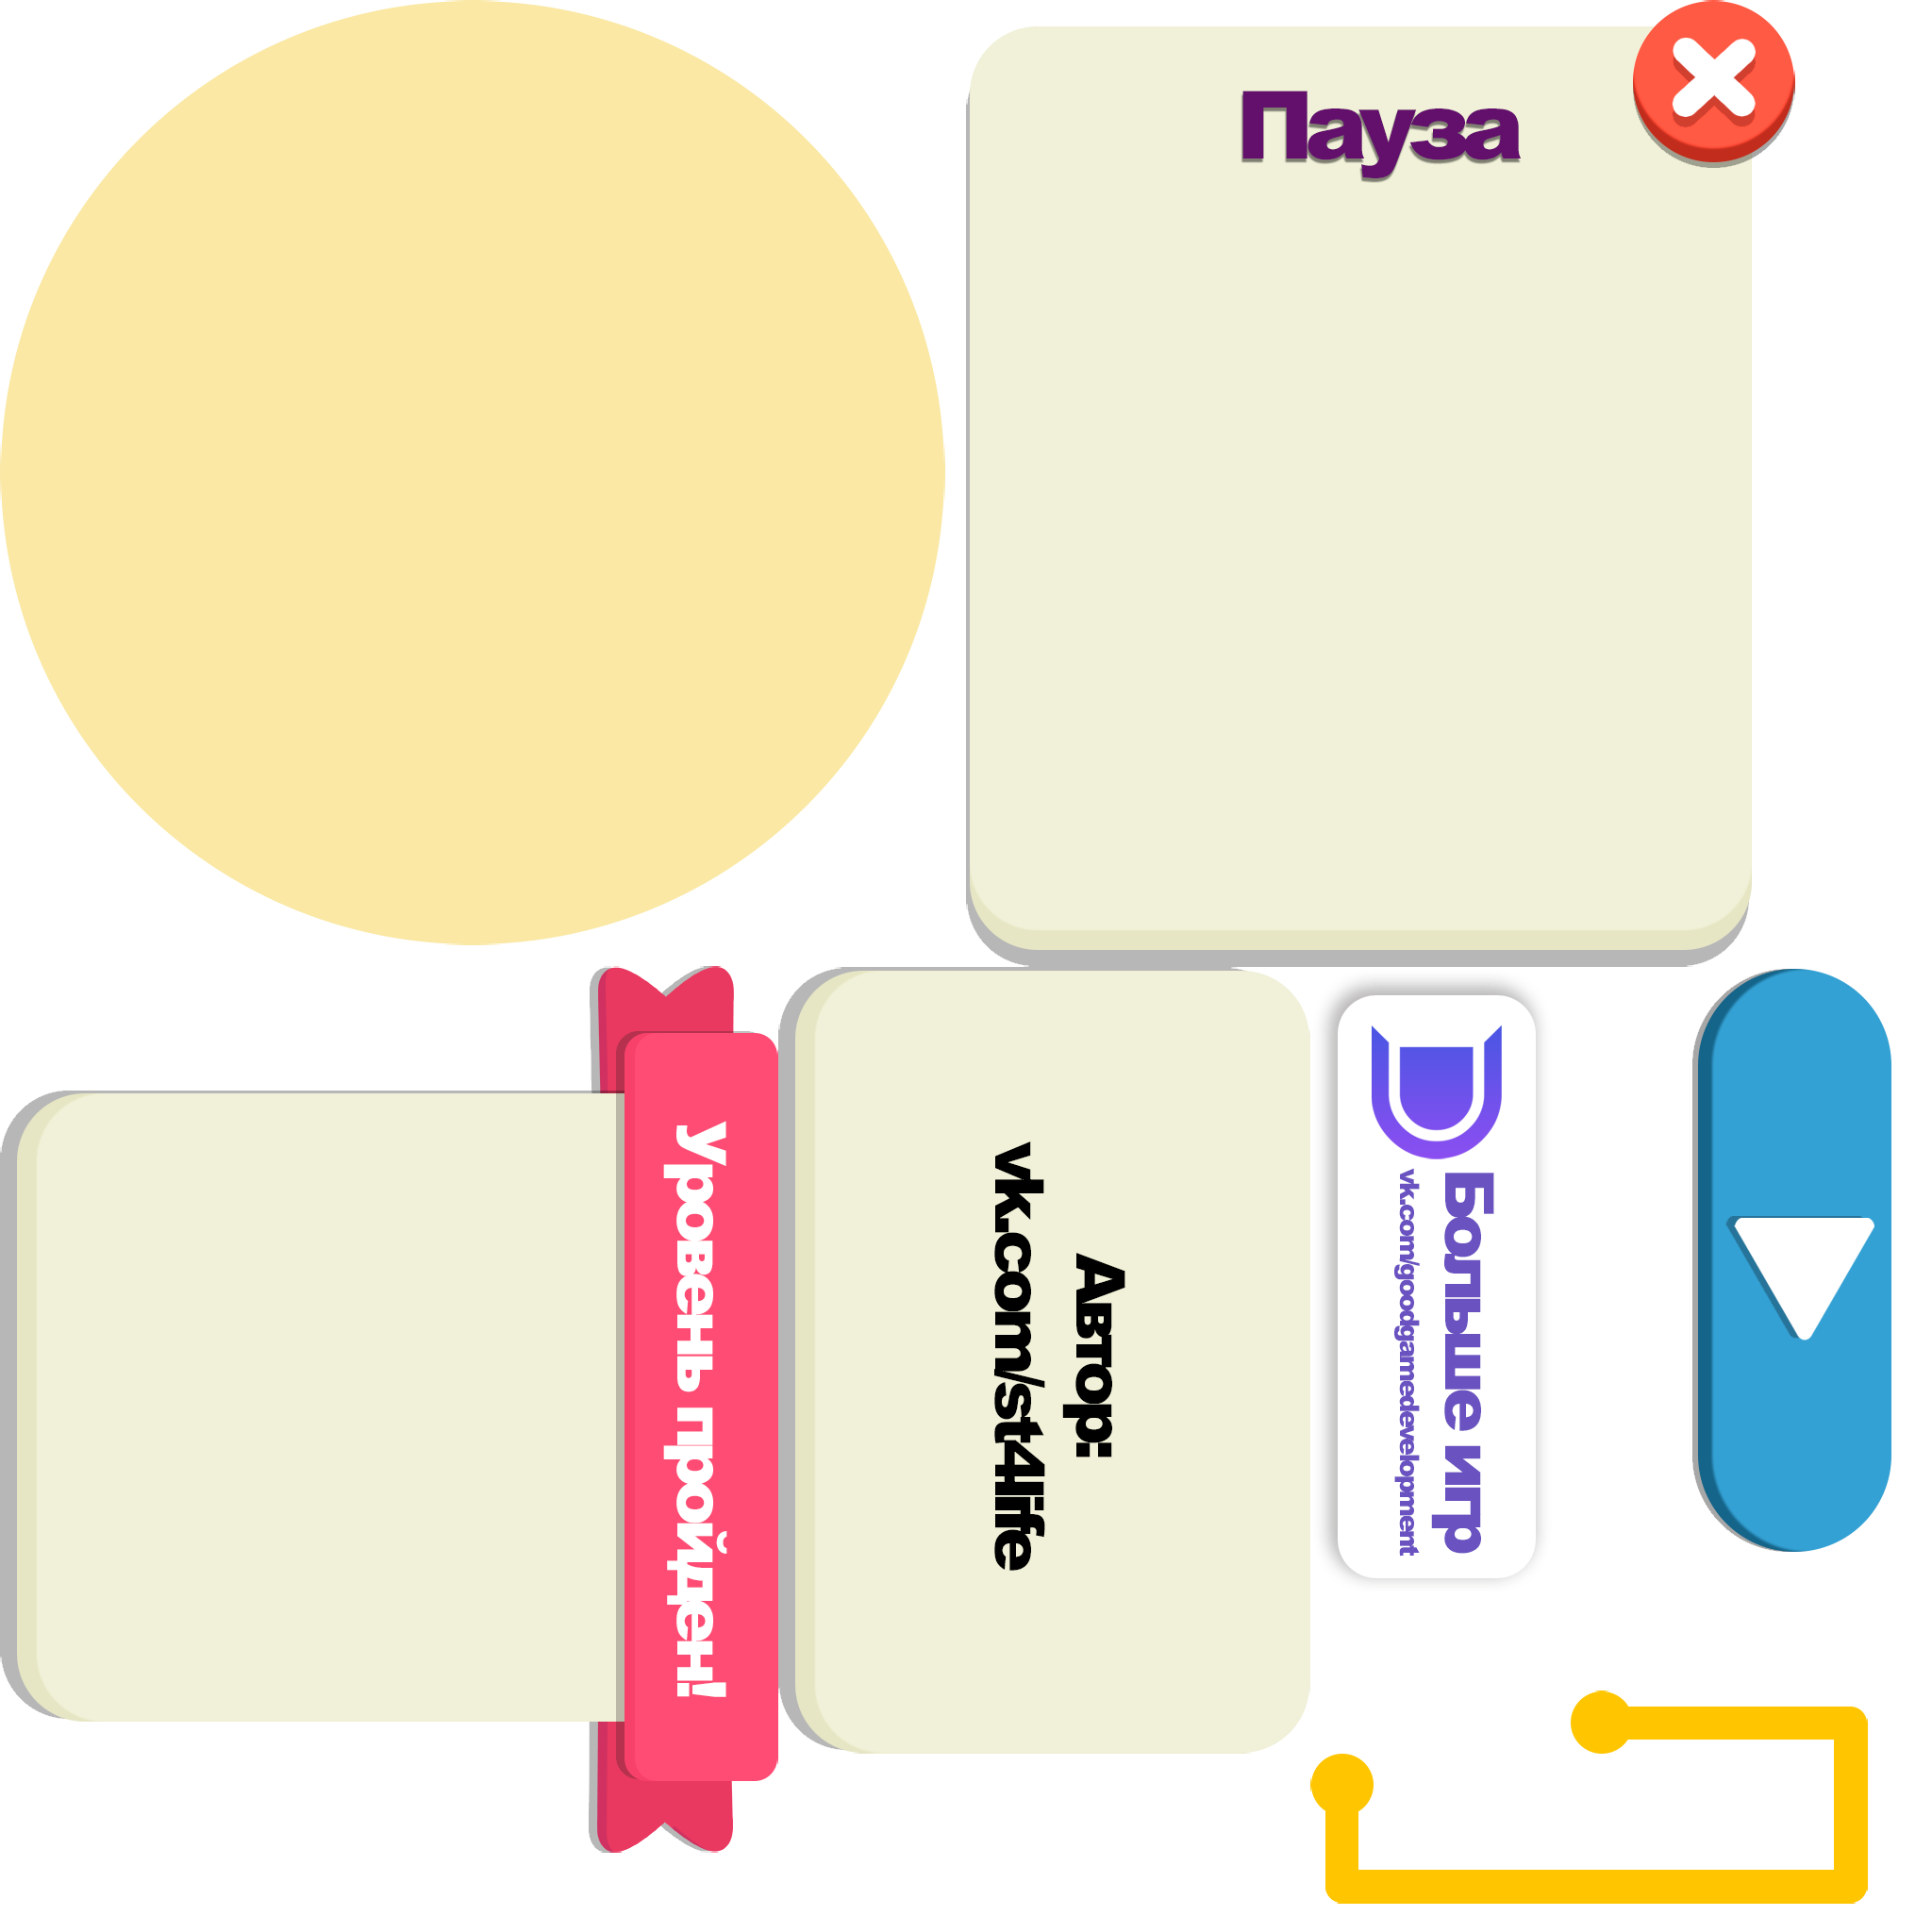 Пауза
Уровень пройден!
Автор:
vk.com/st4life
Больше игр
vk.com/goodgamedevelopment